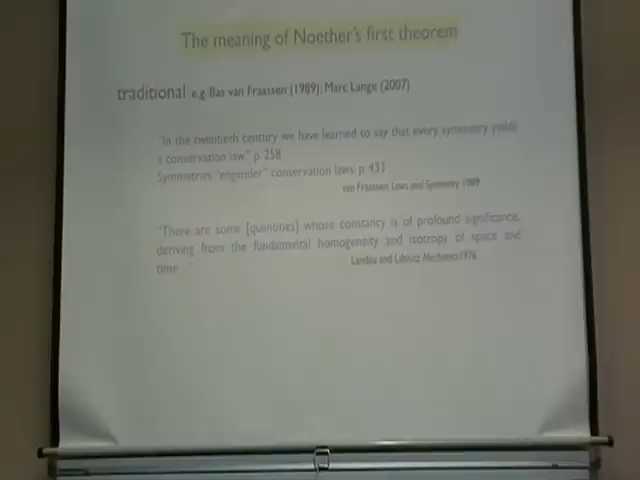 The meaning of Noether's first theorem
traditional e.g. Bas van Fraassen (1989); Marc Lange (2007)
"In the twentieth century we have learned to say that every symmetry yields
a conservation law" p. 258
Symmetries "engender" conservation laws. p. 433
van Fraassen, Laws and Symmetry 1989
"There are some [quantities] whose constancy is of profound significance,
deriving from the fundamental homogeneity and isotropy of space and
time..."
Landau and Lifshitz Mechanics 1976